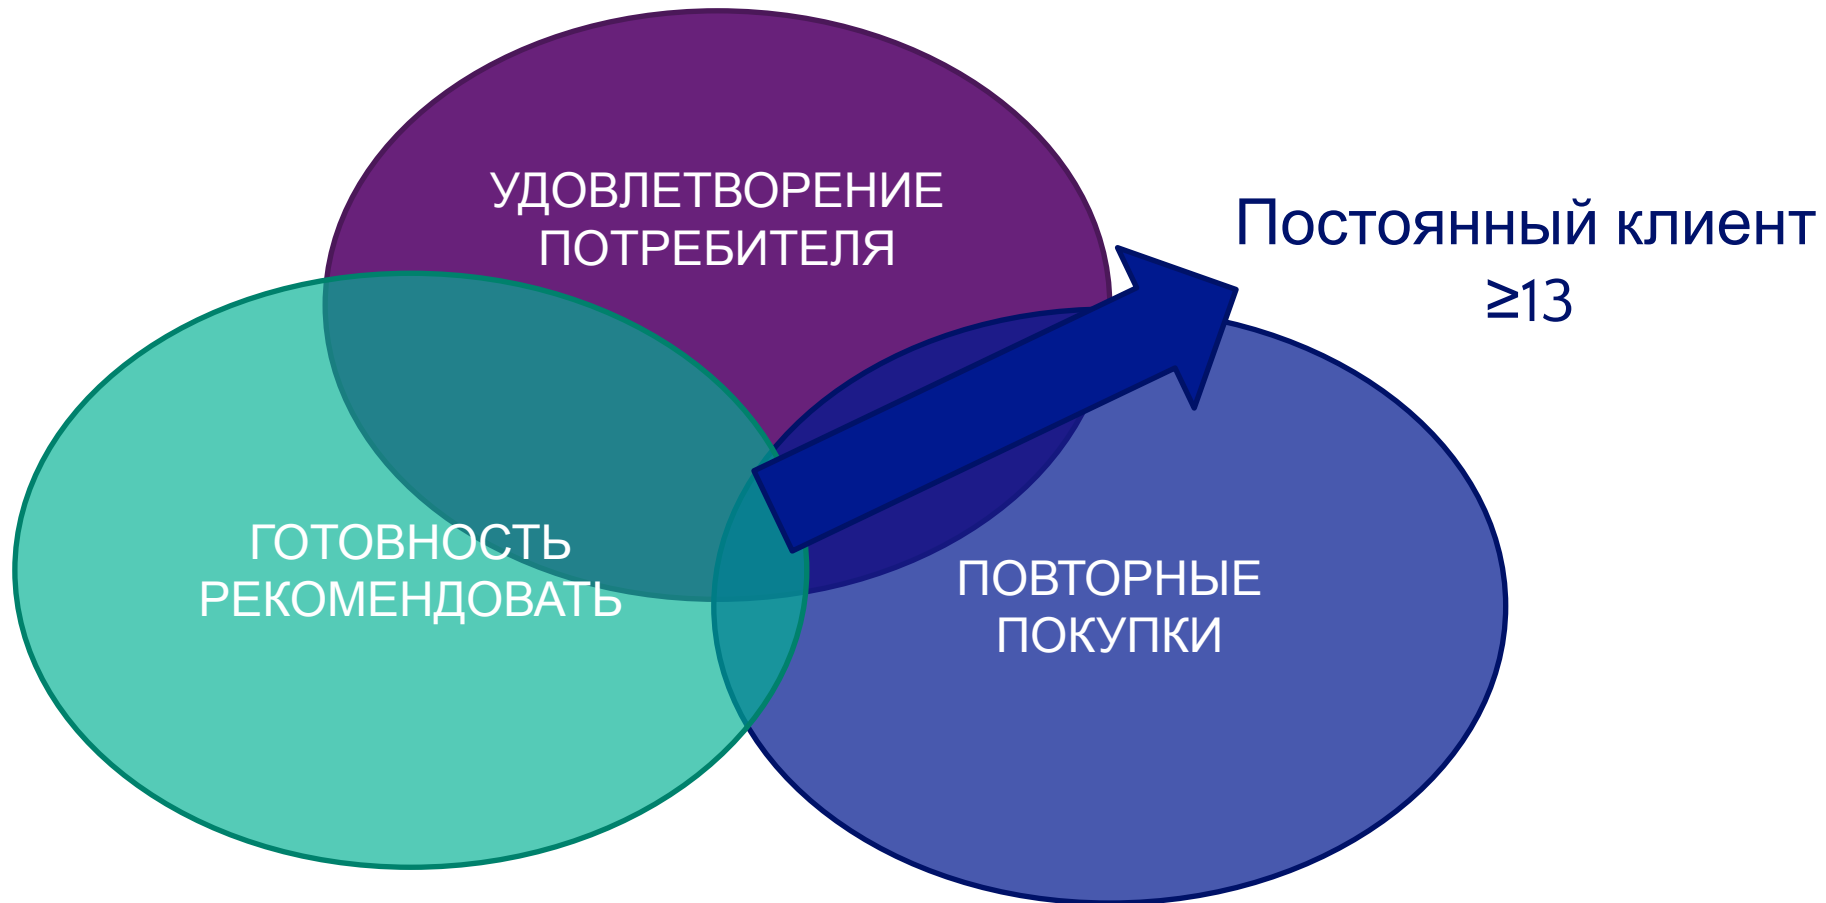 УДОВЛЕТВОРЕНИЕ
ПОТРЕБИТЕЛЯ
Постоянный клиент
≥13
ГОТОВНОСТЬ
РЕКОМЕНДОВАТЬ
ПОВТОРНЫЕ
ПОКУПКИ